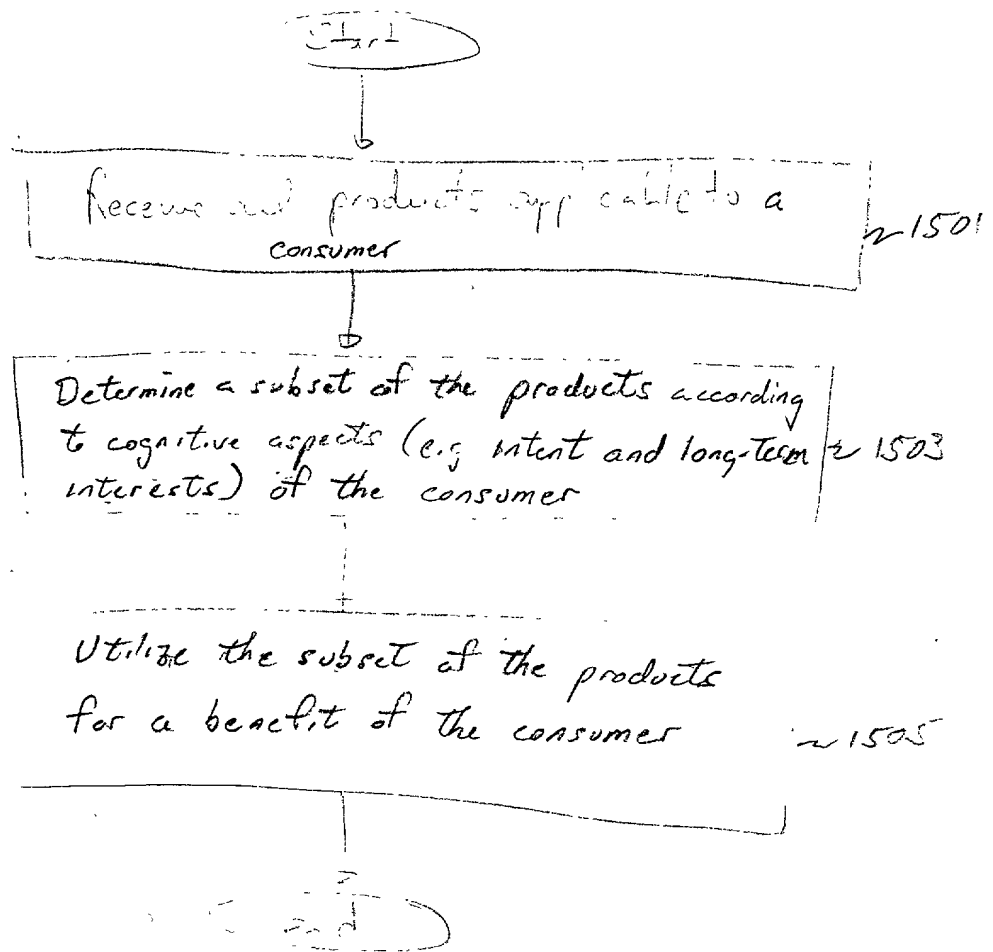 Start
Receive products applicable to a
consumer
~1501
Determine a subset of the products according
to cognitive aspects (e.g intent and long-term
interests) of the consumer
~1503
Utilize the subset of the products
for a benefit of the consumer
~1505
End